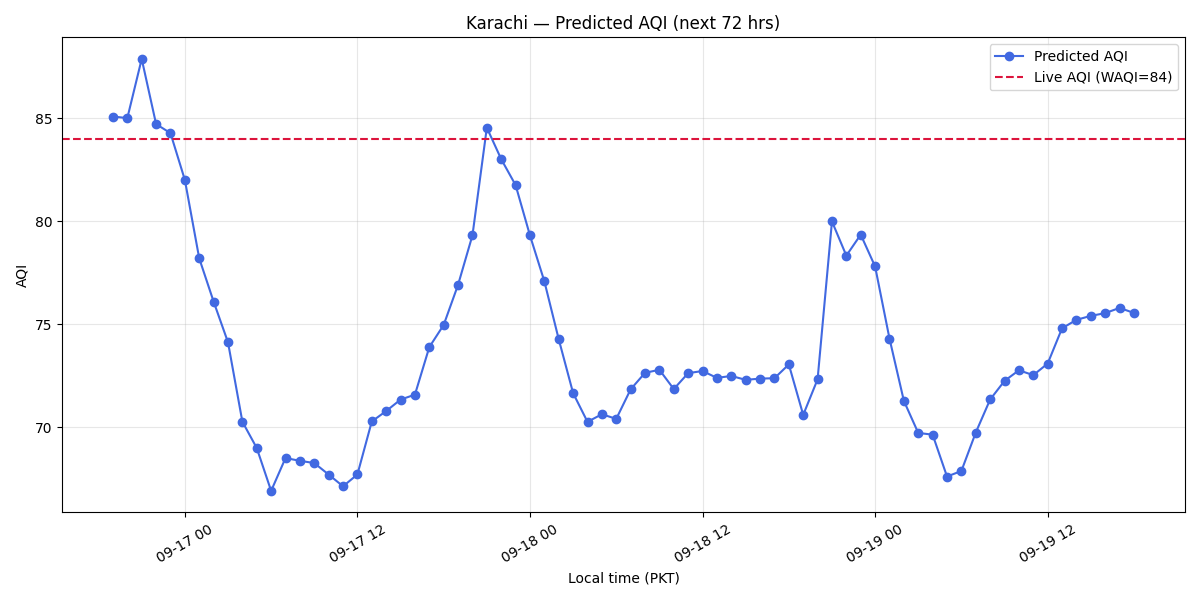 Karachi — Predicted AQI (next 72 hrs)
Predicted AQI
Live AQI (WAQI=84)
AQI
85
80
75
70
09-17 00
09-17 12
09-18 00
09-18 12
09-19 00
09-19 12
Local time (PKT)